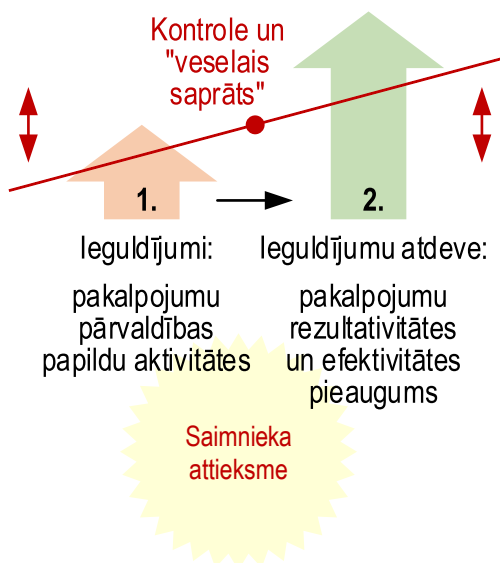 Kontrole un
"veselais
saprāts"
1.
2.
Ieguldījumi:
pakalpojumu
pārvaldības
papildu aktivitātes
Ieguldījumu atdeve:
pakalpojumu
rezultativitātes
un efektivitātes
pieaugums
Saimnieka
attieksme